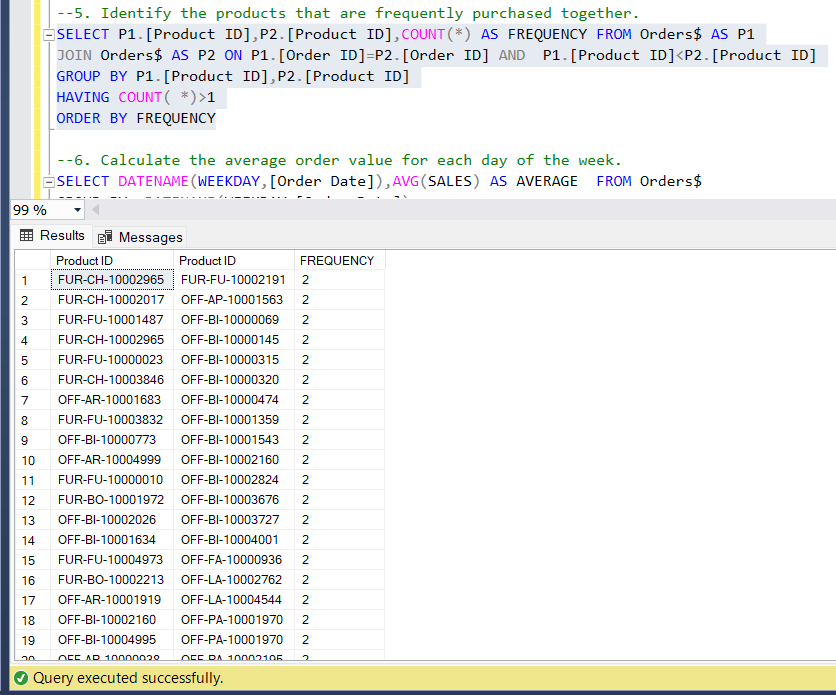 --5. Identify the products that are frequently purchased together.
SELECT P1.[Product ID],P2.[Product ID],COUNT(*) AS FREQUENCY FROM Orders$ AS P1
JOIN Orders$ AS P2 ON P1.[Order ID]=P2.[Order ID] AND  P1.[Product ID]<P2.[Product ID]
GROUP BY P1.[Product ID],P2.[Product ID]
HAVING COUNT( *)>1
ORDER BY FREQUENCY
--6. Calculate the average order value for each day of the week.
SELECT DATENAME(WEEKDAY,[Order Date]),AVG(SALES) AS AVERAGE  FROM Orders$
99 %
Results Messages
Product ID Product ID FREQUENCY
1 FUR-CH-10002965 FUR-FU-10002191 2
2 FUR-CH-10002017 OFF-AP-10001563 2
3 FUR-FU-10001487 OFF-BI-10000069 2
4 FUR-CH-10002965 OFF-BI-10000145 2
5 FUR-FU-10000023 OFF-BI-10000315 2
6 FUR-CH-10003846 OFF-BI-10000320 2
7 OFF-AR-10001683 OFF-BI-10000474 2
8 FUR-FU-10003832 OFF-BI-10001359 2
9 OFF-BI-10000773 OFF-BI-10001543 2
10 OFF-AR-10004999 OFF-BI-10002160 2
11 FUR-FU-10000010 OFF-BI-10002824 2
12 FUR-BO-10001972 OFF-BI-10003676 2
13 OFF-BI-10002026 OFF-BI-10003727 2
14 OFF-BI-10001634 OFF-BI-10004001 2
15 FUR-FU-10004973 OFF-FA-10000936 2
16 FUR-BO-10002213 OFF-LA-10002762 2
17 OFF-AR-10001919 OFF-LA-10004544 2
18 OFF-BI-10002160 OFF-PA-10001970 2
19 OFF-BI-10004995 OFF-PA-10001970 2
Query executed successfully.